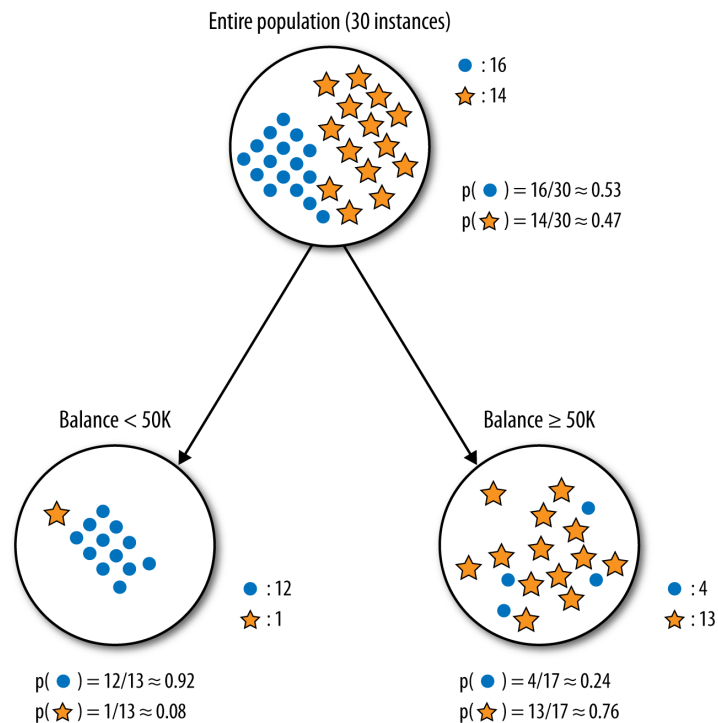 Entire population (30 instances)
: 16
: 14
p( ) = 16/30 ≈ 0.53
p( ) = 14/30 ≈ 0.47
Balance < 50K
Balance ≥ 50K
: 12
: 1
: 4
: 13
p( ) = 12/13 ≈ 0.92
p( ) = 1/13 ≈ 0.08
p( ) = 4/17 ≈ 0.24
p( ) = 13/17 ≈ 0.76